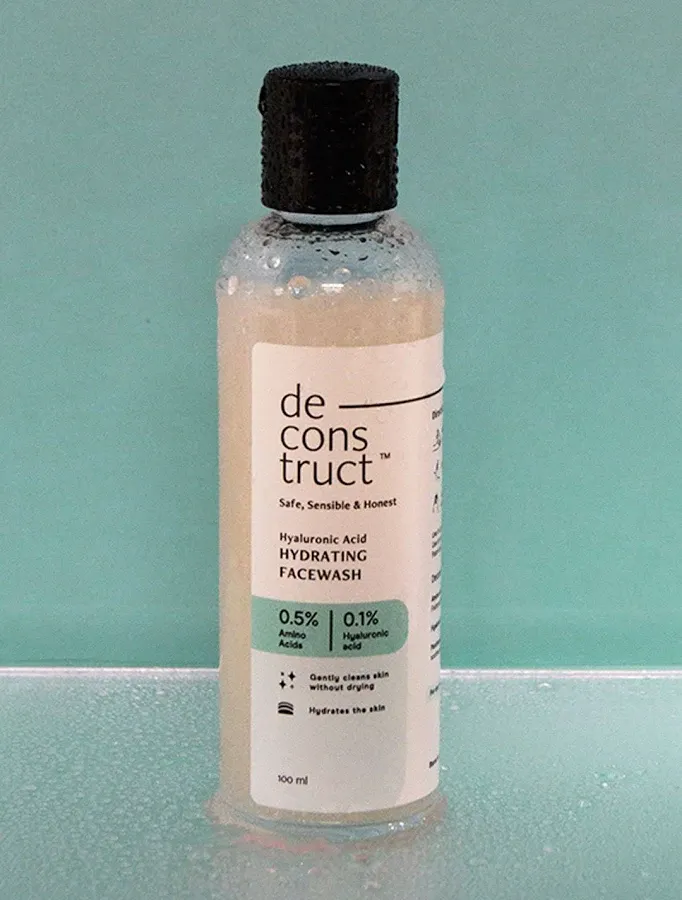 de
cons
truct™
Safe, Sensible & Honest
Hyaluronic Acid
HYDRATING
FACEWASH
0.5%
Amino
Acids
0.1%
Hyaluronic
acid
Gently cleans skin
without drying
Hydrates the skin
100 ml